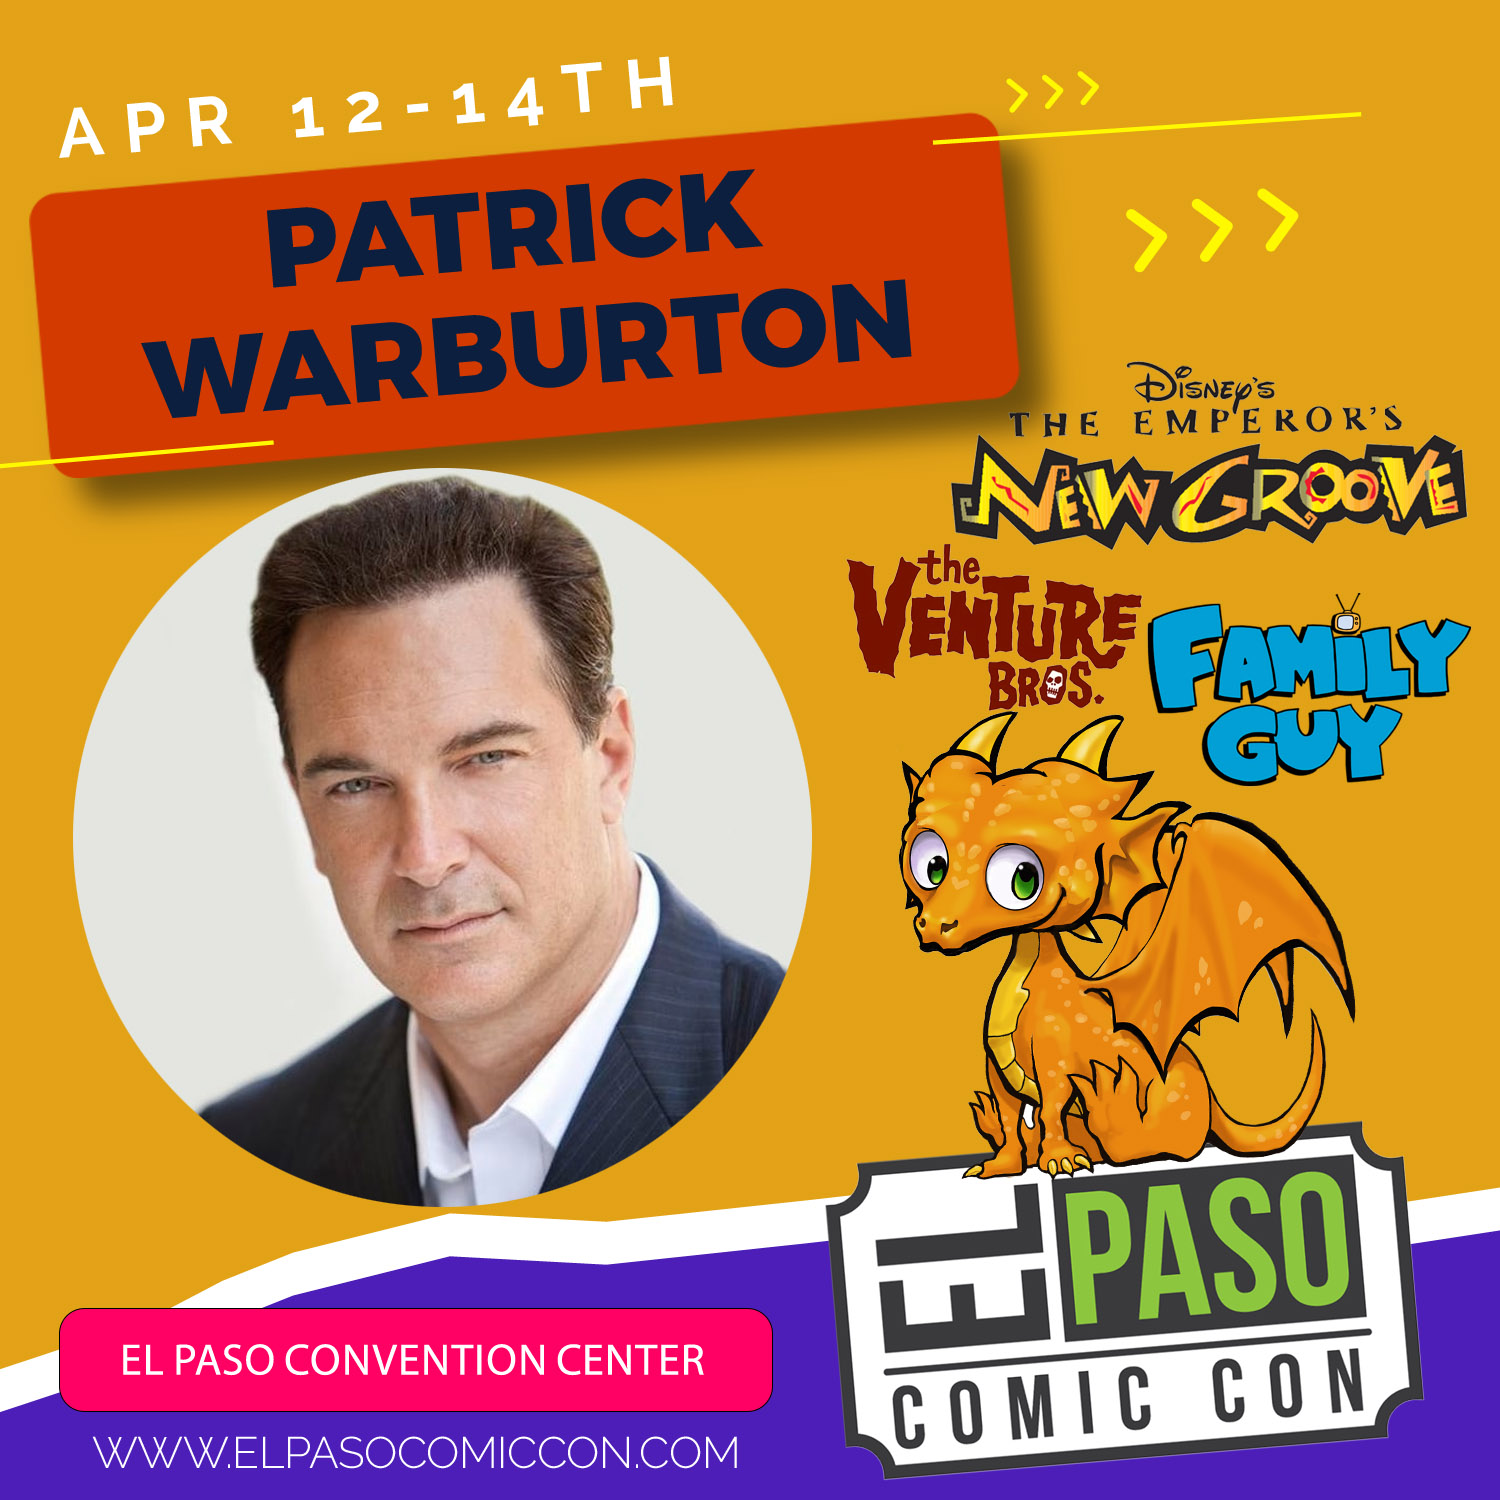 APR 12-14TH
PATRICK
WARBURTON
DISNEY'S
THE EMPEROR'S
NEW GROOVE
the
VENTURE
BROS.
FAMILY
GUY
EL PASO
COMIC CON
EL PASO CONVENTION CENTER
WWW.ELPASOCOMICCON.COM